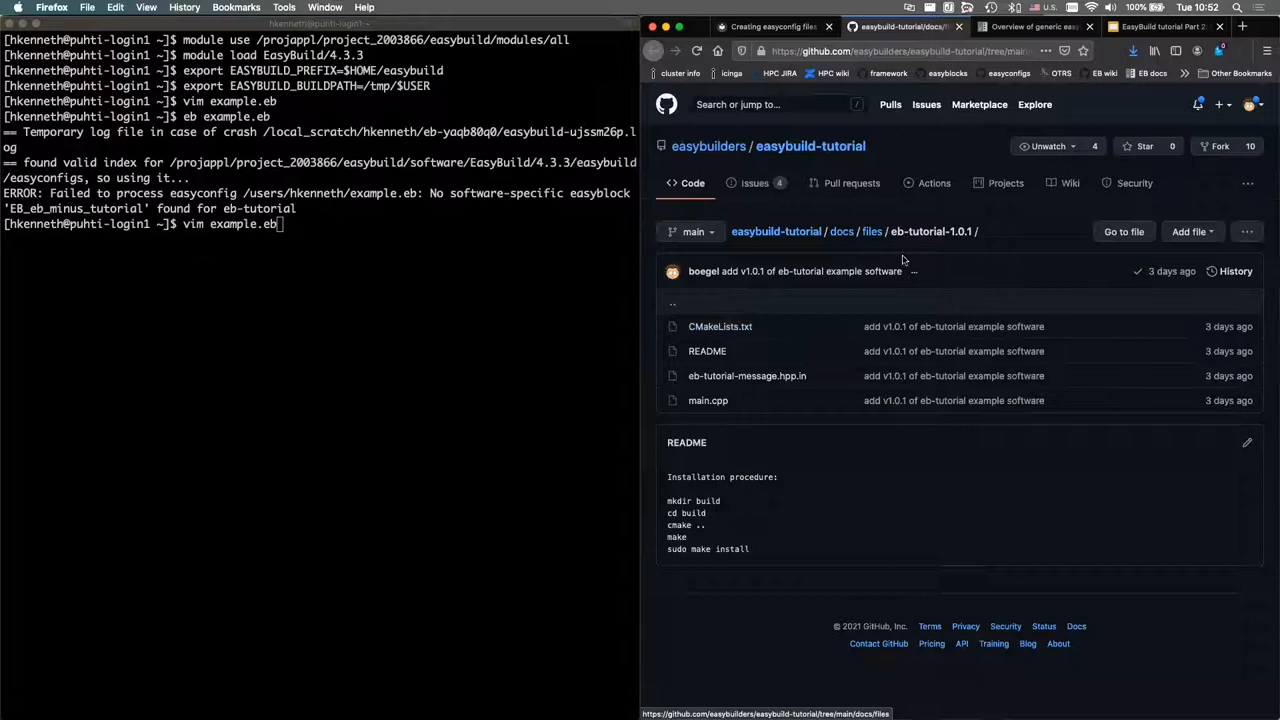 Firefox File Edit View History Bookmarks Tools Window Help
100% Tue 10:52
hkenneth@puhti-login1:~
[hkenneth@puhti-login1 ~]$ module use /projappl/project_2003866/easybuild/modules/all
[hkenneth@puhti-login1 ~]$ module load EasyBuild/4.3.3
[hkenneth@puhti-login1 ~]$ export EASYBUILD_PREFIX=$HOME/easybuild
[hkenneth@puhti-login1 ~]$ export EASYBUILD_BUILDPATH=/tmp/$USER
[hkenneth@puhti-login1 ~]$ vim example.eb
[hkenneth@puhti-login1 ~]$ eb example.eb
== Temporary log file in case of crash /local_scratch/hkenneth/eb-yaqb80q0/easybuild-ujssm26p.l
og
== found valid index for /projappl/project_2003866/easybuild/software/EasyBuild/4.3.3/easybuild
/easyconfigs, so using it...
ERROR: Failed to process easyconfig /users/hkenneth/example.eb: No software-specific easyblock
'EB_eb_minus_tutorial' found for eb-tutorial
[hkenneth@puhti-login1 ~]$ vim example.eb
Creating easyconfig files
easybuild-tutorial/docs/f
Overview of generic easy
EasyBuild tutorial Part 2:
https://github.com/easybuilders/easybuild-tutorial/tree/main
cluster info icinga HPC JIRA HPC wiki framework easyblocks easyconfigs OTRS EB wiki EB docs Other Bookmarks
Search or jump to... /
Pulls Issues Marketplace Explore
easybuilders / easybuild-tutorial
Unwatch 4 Star 0 Fork 10
Code Issues 4 Pull requests Actions Projects Wiki Security
main easybuild-tutorial / docs / files / eb-tutorial-1.0.1 /
Go to file Add file
boegel add v1.0.1 of eb-tutorial example software ... 3 days ago History
..
CMakeLists.txt add v1.0.1 of eb-tutorial example software 3 days ago
README add v1.0.1 of eb-tutorial example software 3 days ago
eb-tutorial-message.hpp.in add v1.0.1 of eb-tutorial example software 3 days ago
main.cpp add v1.0.1 of eb-tutorial example software 3 days ago
README
Installation procedure:
mkdir build
cd build
cmake ..
make
sudo make install
© 2021 GitHub, Inc. Terms Privacy Security Status Docs
Contact GitHub Pricing API Training Blog About
https://github.com/easybuilders/easybuild-tutorial/tree/main/docs/files